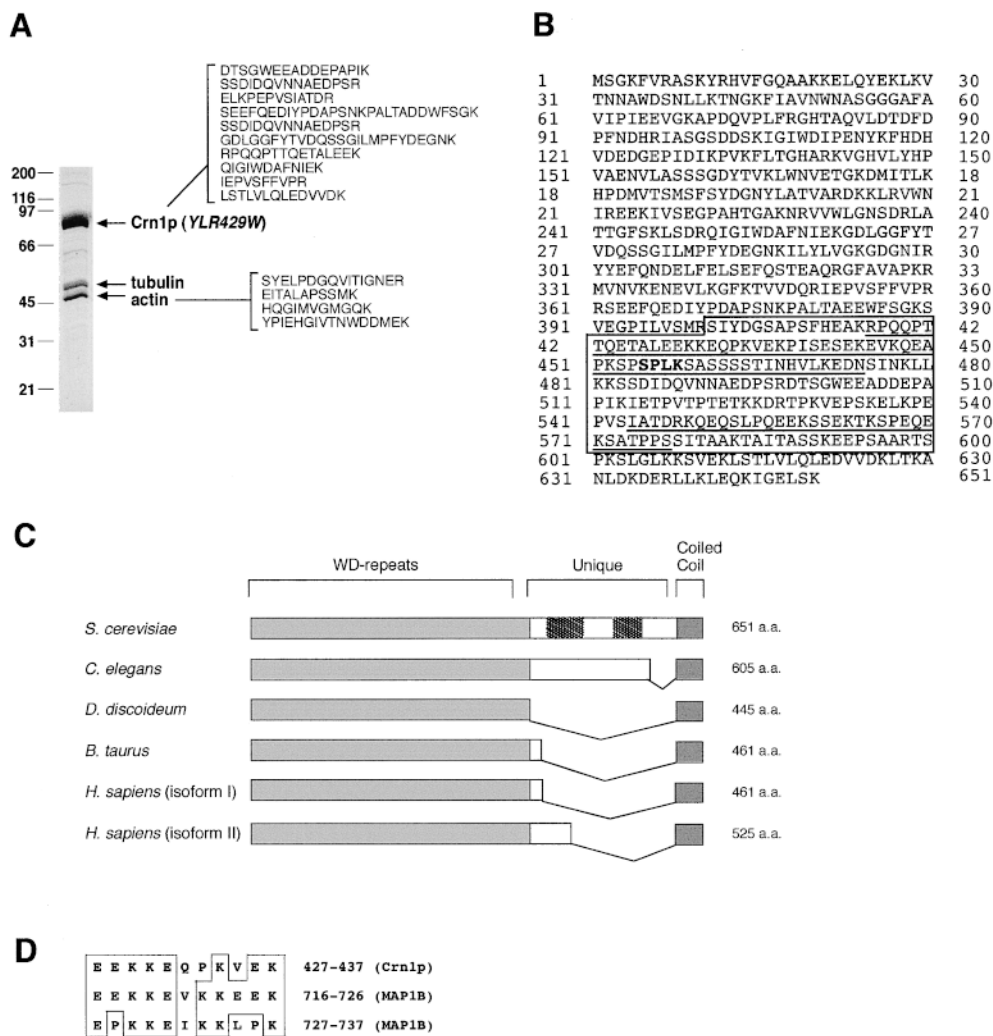 A
DTSGWEEADDEPAPIK
SSDIDQVNNAEDPSR
ELKPEPVSIATDR
SEEFQEDIYPDAPSNKPALTADDWFSGK
SSDIDQVNNAEDPSR
GDLGGFYTVDQSSGILMPFYDEGNK
RPQQPTTQETALEEK
QIGIWDAFNIEK
IEPVSFFVPR
LSTLVLQLEDVVDK
200
116
97
66
45
31
21
Crn1p (YLR429W)
tubulin
actin
SYELPDGQVITIGNER
EITALAPSSMK
HQGIMVGMGQK
YPIEHGIVTNWDDMEK
B
1 MSGKFVRASKYRHVFGQAAKKELQYEKLKV 30
31 TNNAWDSNLLKTNGKFIAVNWNASGGGAFA 60
61 VIPIEEVGKAPDQVPLFRGHTAQVLDTDFD 90
91 PFNDHRIASGSDDSKIGIWDIPENYKFHDH 120
121 VDEDGEPIDIKPVKFLTGHARKVGHVLYHP 150
151 VAENVLASSSGDYTVKLWNVETGKDMITLK 18
18 HPDMVTSMSFSYDGNYLATVARDKKLRVWN 21
21 IREEKIVSEGPAHTGAKNRVVWLGNSDRLA 240
241 TTGFSKLSDRQIGIWDAFNIEKGDLGGFYT 27
27 VDQSSGILMPFYDEGNKILYLVGKGDGNIR 30
301 YYEFQNDELFELSEFQSTEAQRGFAVAPKR 33
331 MVNVKENEVLKGFKTVVDQRIEPVSFFVPR 360
361 RSEEFQEDIYPDAPSNKPALTAEEWFSGKS 390
391 VEGPILVSMRSIYDGSAPSFHEAKRPQQPT 42
42 TQETALEEKKEQPKVEKPISESEKEVKQEA 450
451 PKSPSPLKSASSSSTINHVLKEDNSINKLL 480
481 KKSSDIDQVNNAEDPSRDTSGWEEADDEPA 510
511 PIKIETPVTPTETKKDRTPKVEPSKELKPE 540
541 PVSIATDRKQEQSLPQEEKSSEKTKSPEQE 570
571 KSATPPSSITAAKTAITASSKEEPSAARTS 600
601 PKSLGLKKSVEKLSTLVLQLEDVVDKLTKA 630
631 NLDKDERLLKLEQKIGELSK 651
C
WD-repeats Unique Coiled Coil
S. cerevisiae 651 a.a.
C. elegans 605 a.a.
D. discoideum 445 a.a.
B. taurus 461 a.a.
H. sapiens (isoform I) 461 a.a.
H. sapiens (isoform II) 525 a.a.
D
E E K K E Q P K V E K 427-437 (Crn1p)
E E K K E V K K E E K 716-726 (MAP1B)
E P K K E I K K L P K 727-737 (MAP1B)